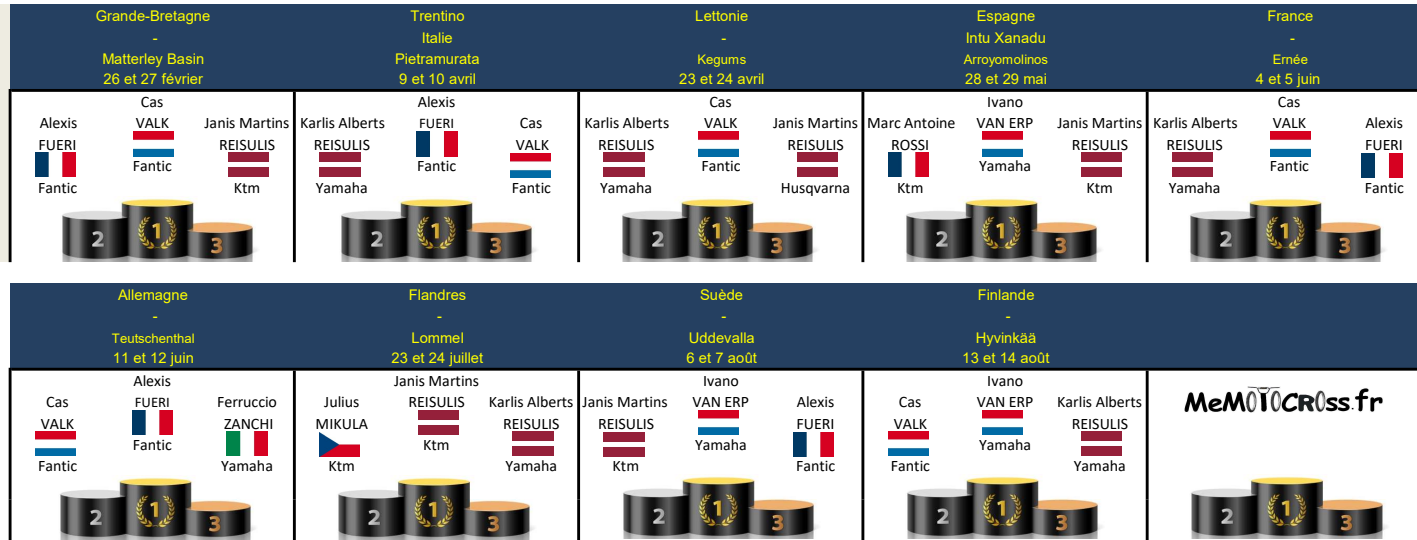 Grande-Bretagne
-
Matterley Basin
26 et 27 février
Alexis
FUERI
Fantic
Cas
VALK
Fantic
Janis Martins
REISULIS
Ktm
2
1
3
Trentino
Italie
Pietramurata
9 et 10 avril
Karlis Alberts
REISULIS
Yamaha
Alexis
FUERI
Fantic
Cas
VALK
Fantic
2
1
3
Lettonie
-
Kegums
23 et 24 avril
Karlis Alberts
REISULIS
Yamaha
Cas
VALK
Fantic
Janis Martins
REISULIS
Husqvarna
2
1
3
Espagne
Intu Xanadu
Arroyomolinos
28 et 29 mai
Marc Antoine
ROSSI
Ktm
Ivano
VAN ERP
Yamaha
Janis Martins
REISULIS
Ktm
2
1
3
France
-
Ernée
4 et 5 juin
Karlis Alberts
REISULIS
Yamaha
Cas
VALK
Fantic
Alexis
FUERI
Fantic
2
1
3
Allemagne
-
Teutschenthal
11 et 12 juin
Cas
VALK
Fantic
Alexis
FUERI
Fantic
Ferruccio
ZANCHI
Yamaha
2
1
3
Flandres
-
Lommel
23 et 24 juillet
Julius
MIKULA
Ktm
Janis Martins
REISULIS
Ktm
Karlis Alberts
REISULIS
Yamaha
2
1
3
Suède
-
Uddevalla
6 et 7 août
Janis Martins
REISULIS
Ktm
Ivano
VAN ERP
Yamaha
Alexis
FUERI
Fantic
2
1
3
Finlande
-
Hyvinkää
13 et 14 août
Cas
VALK
Fantic
Ivano
VAN ERP
Yamaha
Karlis Alberts
REISULIS
Yamaha
2
1
3
MeMOTOCROss.fr
2
1
3